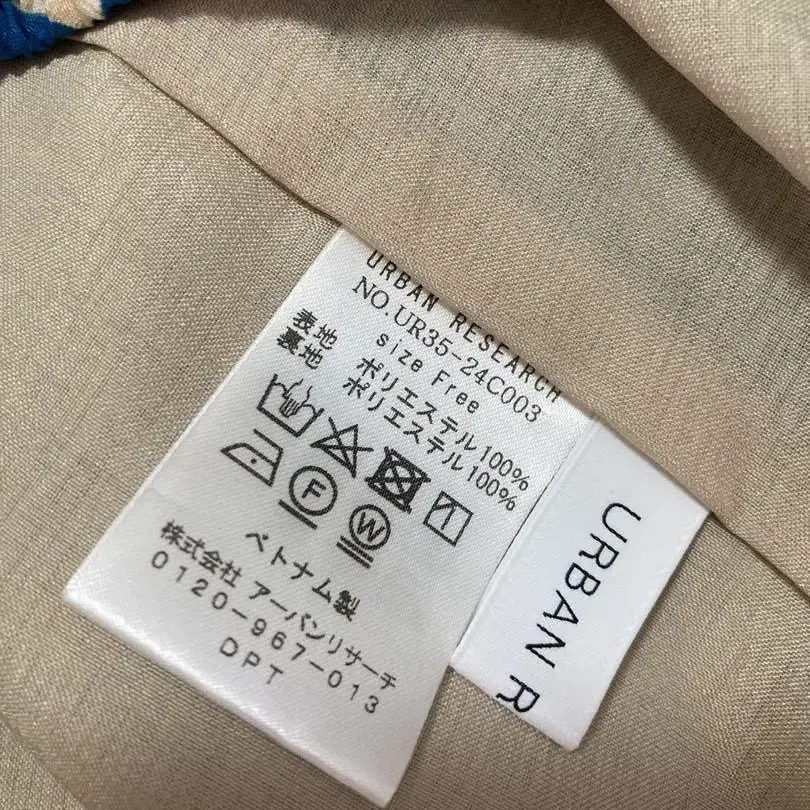 URBAN RESEARCH
NO.UR35-24C003
size Free
表地 ポリエステル100%
裏地 ポリエステル100%
F W
ベトナム製
株式会社 アーバンリサーチ
0120-967-013
DPT
URBAN R